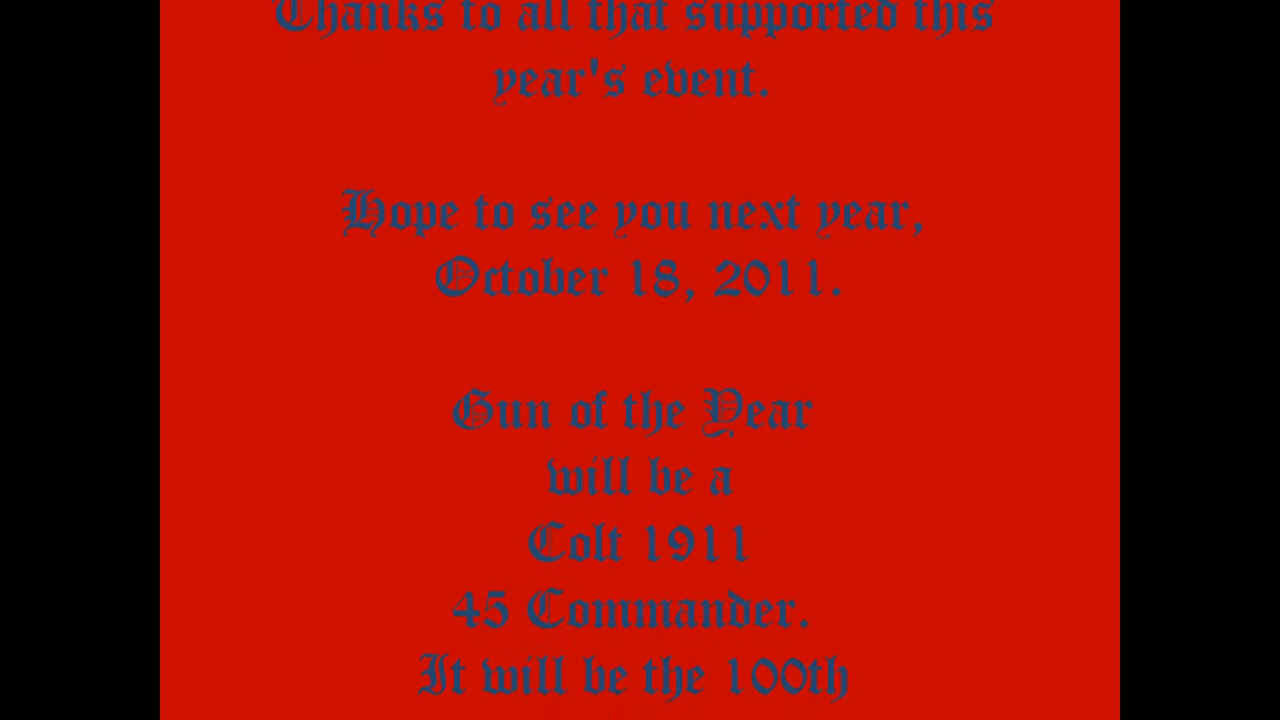 Thanks to all that supported this
year's event.
Hope to see you next year,
October 18, 2011.
Gun of the Year
will be a
Colt 1911
45 Commander.
It will be the 100th